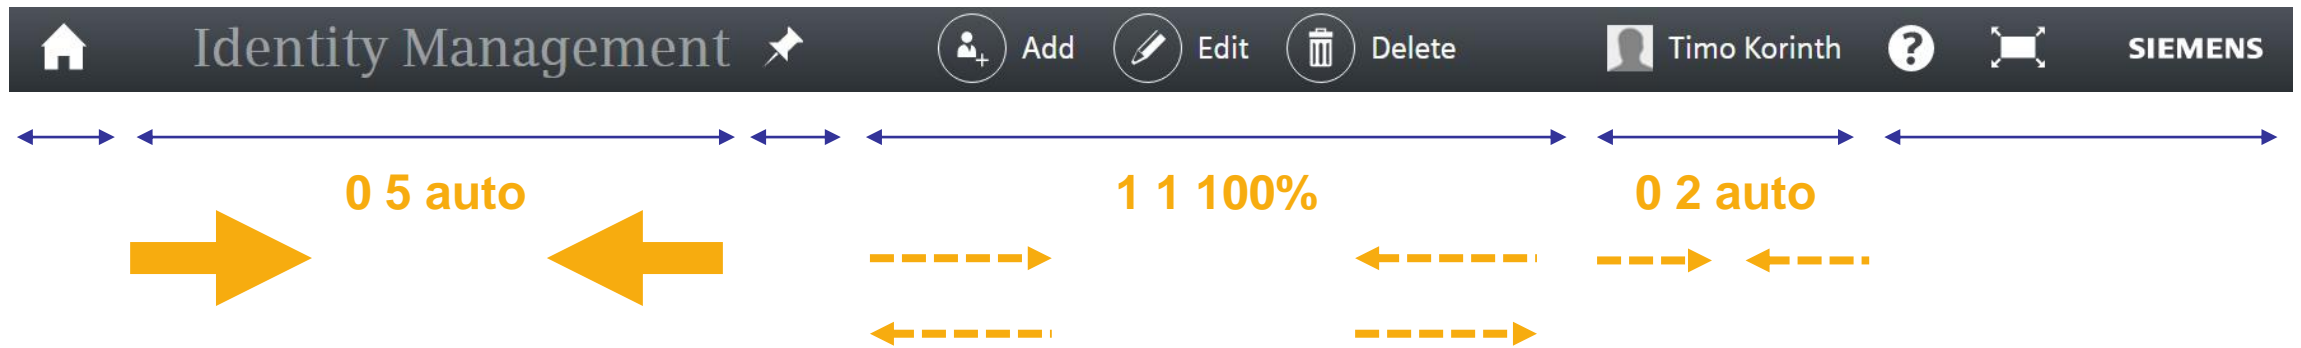 Identity Management Add Edit Delete Timo Korinth ? SIEMENS
0 5 auto 1 1 100% 0 2 auto